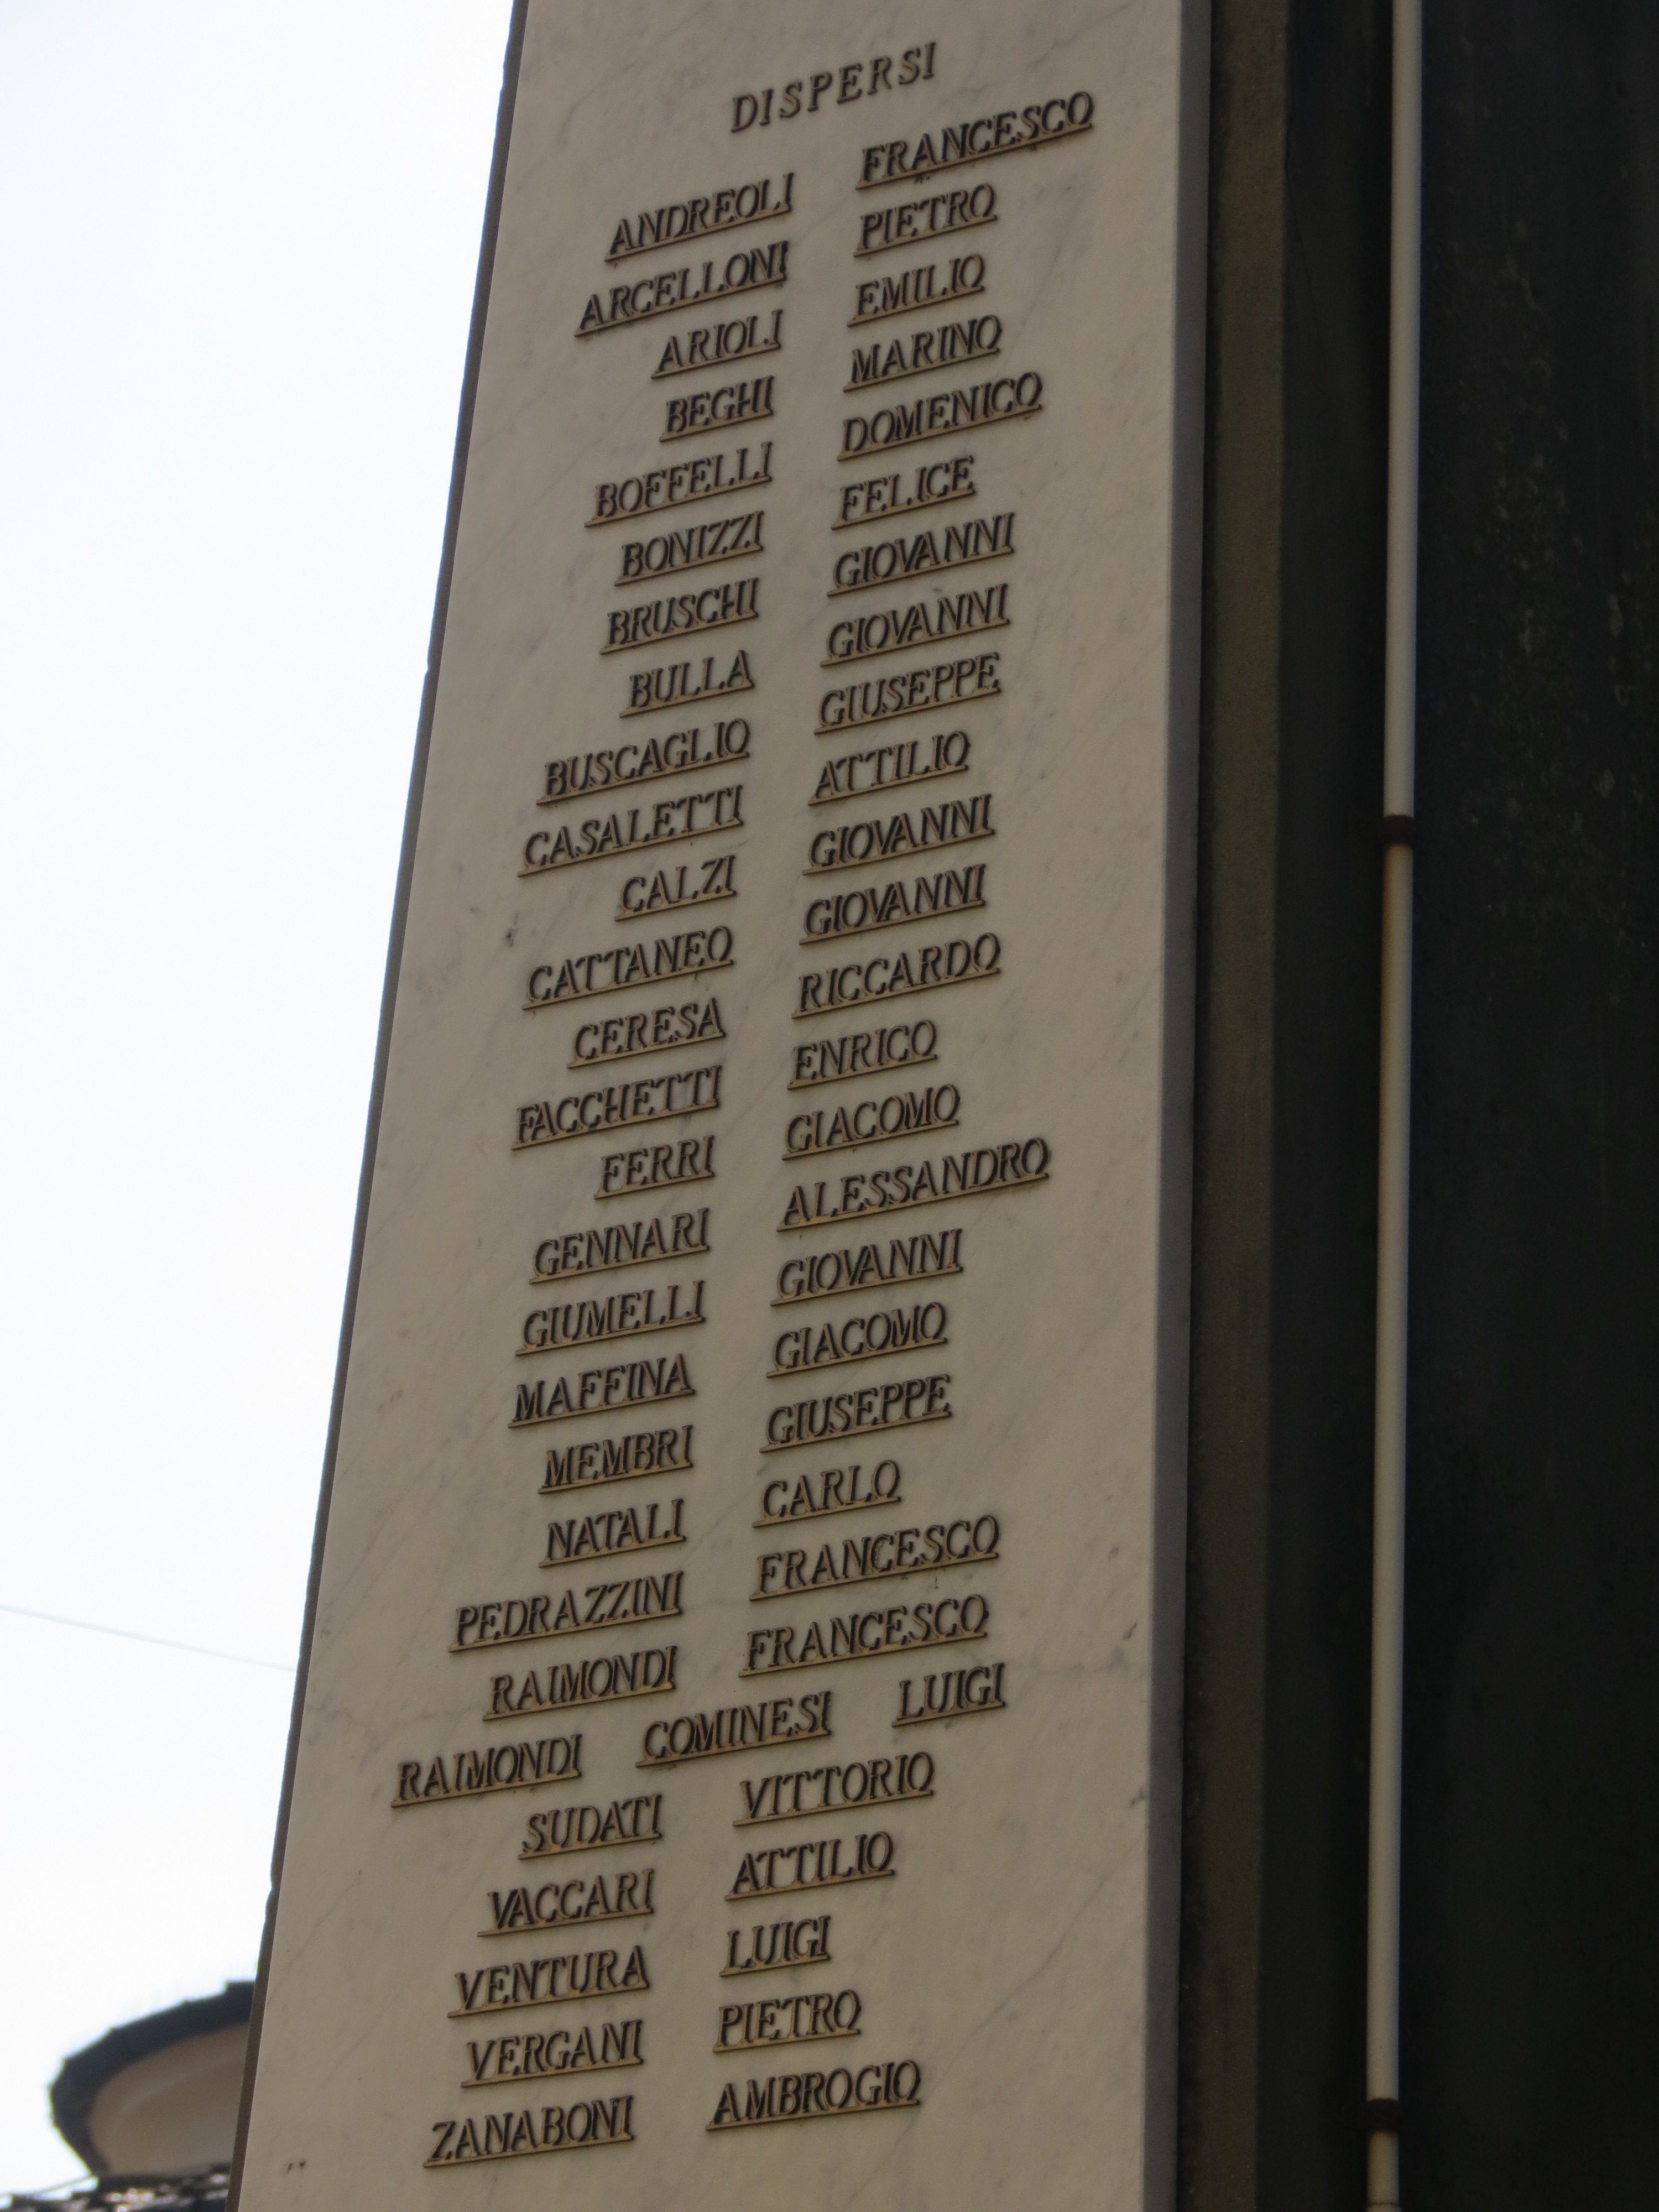 DISPERSI
ANDREOLI FRANCESCO
ARCELLONI PIETRO
ARIOLI EMILIO
BEGHI MARINO
BOFFELLI DOMENICO
BONIZZI FELICE
BRUSCHI GIOVANNI
BULLA GIOVANNI
BUSCAGLIO GIUSEPPE
CASALETTI ATTILIO
CALZI GIOVANNI
CATTANEO GIOVANNI
CERESA RICCARDO
FACCHETTI ENRICO
FERRI GIACOMO
GENNARI ALESSANDRO
GIUMELLI GIOVANNI
MAFFINA GIACOMO
MEMBRI GIUSEPPE
NATALI CARLO
PEDRAZZINI FRANCESCO
RAIMONDI FRANCESCO
RAIMONDI COMINESI LUIGI
SUDATI VITTORIO
VACCARI ATTILIO
VENTURA LUIGI
VERGANI PIETRO
ZANABONI AMBROGIO